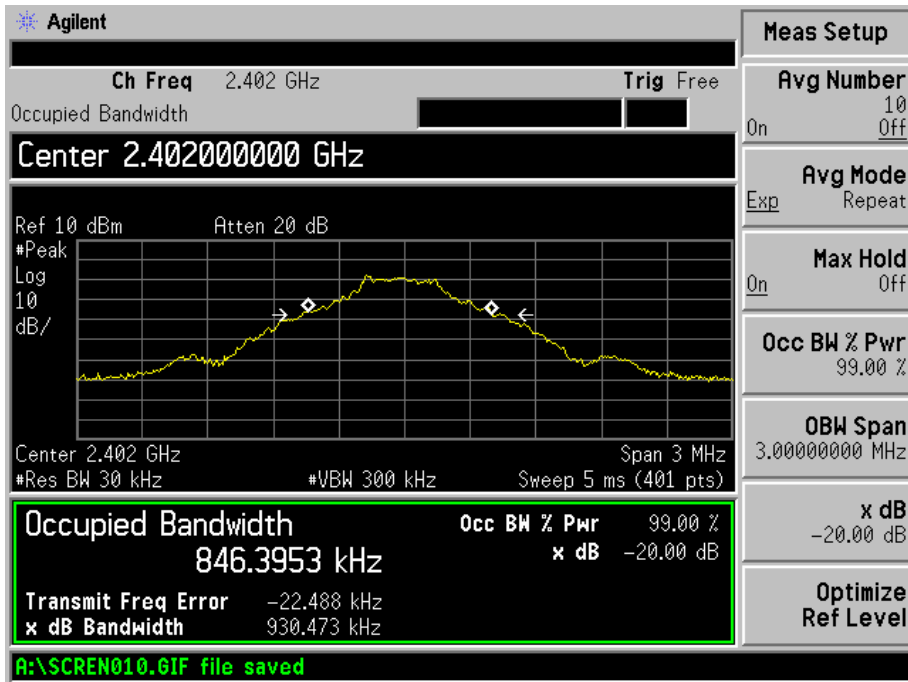 Agilent
Ch Freq 2.402 GHz Trig Free
Occupied Bandwidth
Center 2.402000000 GHz
Ref 10 dBm Atten 20 dB
#Peak
Log
10
dB/
Center 2.402 GHz Span 3 MHz
#Res BW 30 kHz #VBW 300 kHz Sweep 5 ms (401 pts)
Occupied Bandwidth Occ BW % Pwr 99.00 %
846.3953 kHz x dB -20.00 dB
Transmit Freq Error -22.488 kHz
x dB Bandwidth 930.473 kHz
A:\SCREN010.GIF file saved
Meas Setup
Avg Number
10
On Off
Avg Mode
Exp Repeat
Max Hold
On Off
Occ BW % Pwr
99.00 %
OBW Span
3.00000000 MHz
x dB
-20.00 dB
Optimize
Ref Level